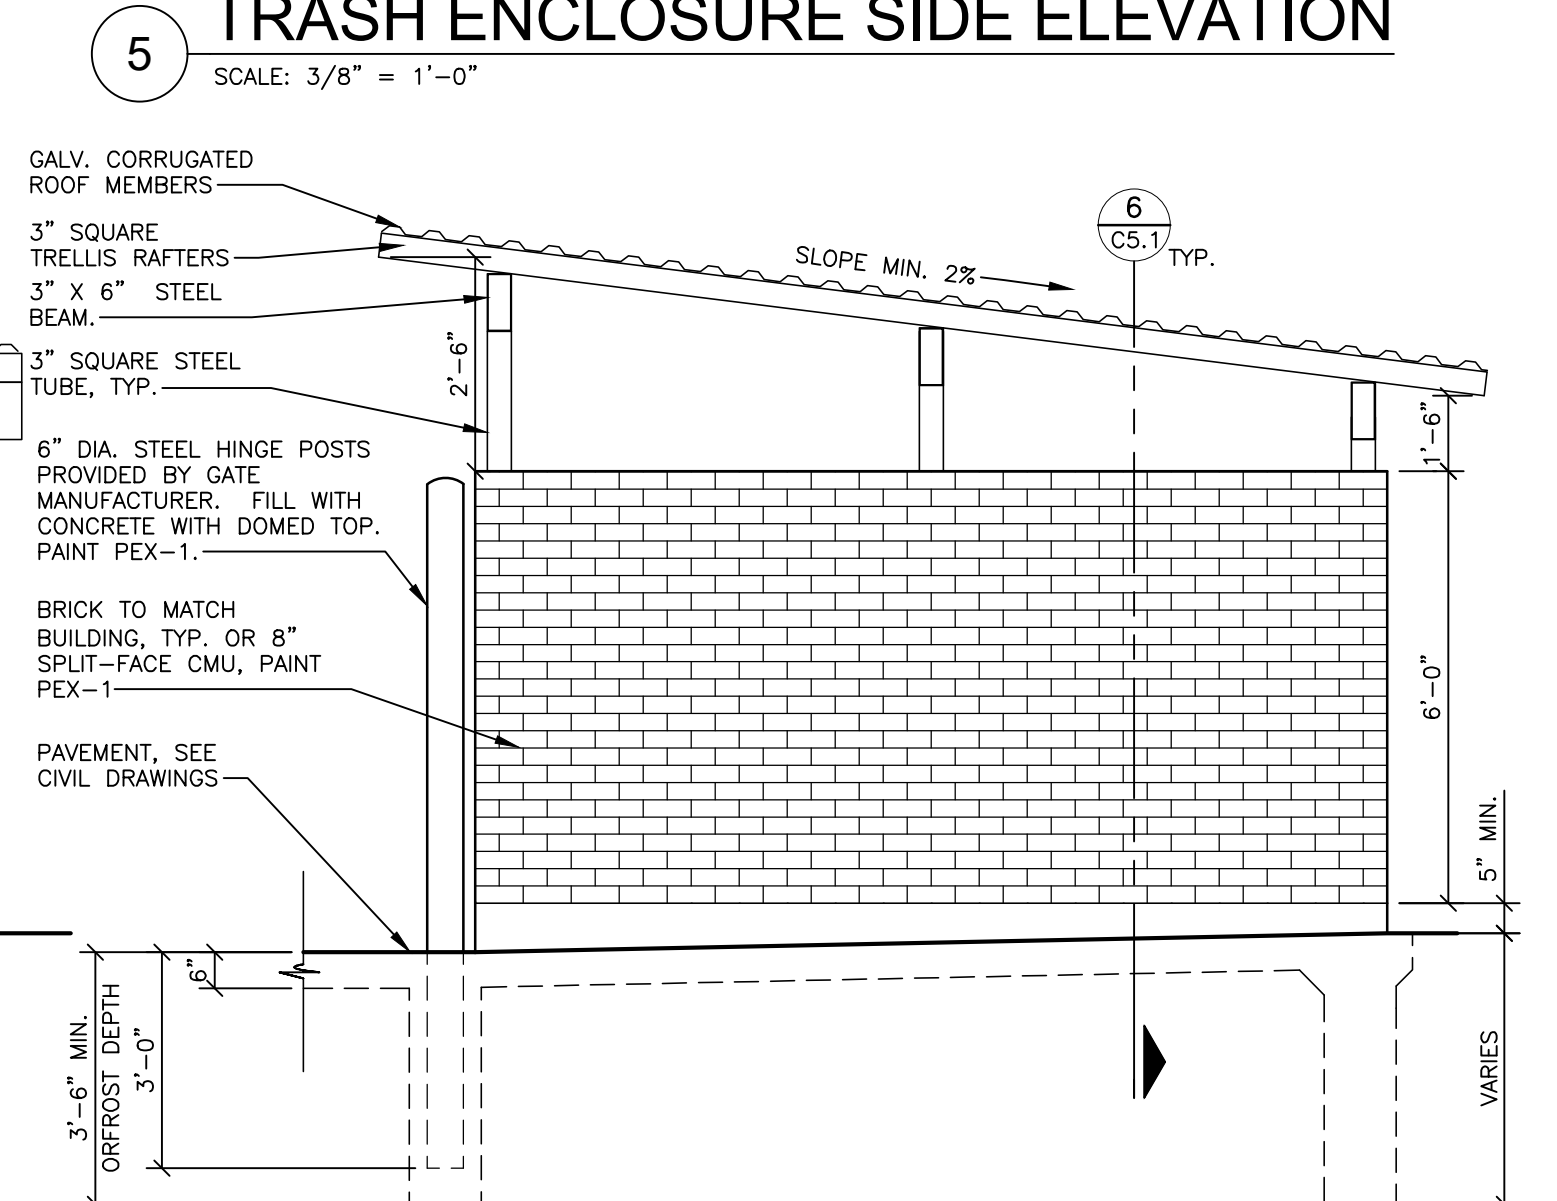 TRASH ENCLOSURE SIDE ELEVATION
5
SCALE: 3/8" = 1'-0"
GALV. CORRUGATED
ROOF MEMBERS
3" SQUARE
TRELLIS RAFTERS
3" X 6" STEEL
BEAM.
3" SQUARE STEEL
TUBE, TYP.
6" DIA. STEEL HINGE POSTS
PROVIDED BY GATE
MANUFACTURER. FILL WITH
CONCRETE WITH DOMED TOP.
PAINT PEX-1.
BRICK TO MATCH
BUILDING, TYP. OR 8"
SPLIT-FACE CMU, PAINT
PEX-1
PAVEMENT, SEE
CIVIL DRAWINGS
SLOPE MIN. 2%
6
C5.1
TYP.
2'-6"
1'-6"
6'-0"
5" MIN.
VARIES
6"
3'-0"
3'-6" MIN.
ORFROST DEPTH